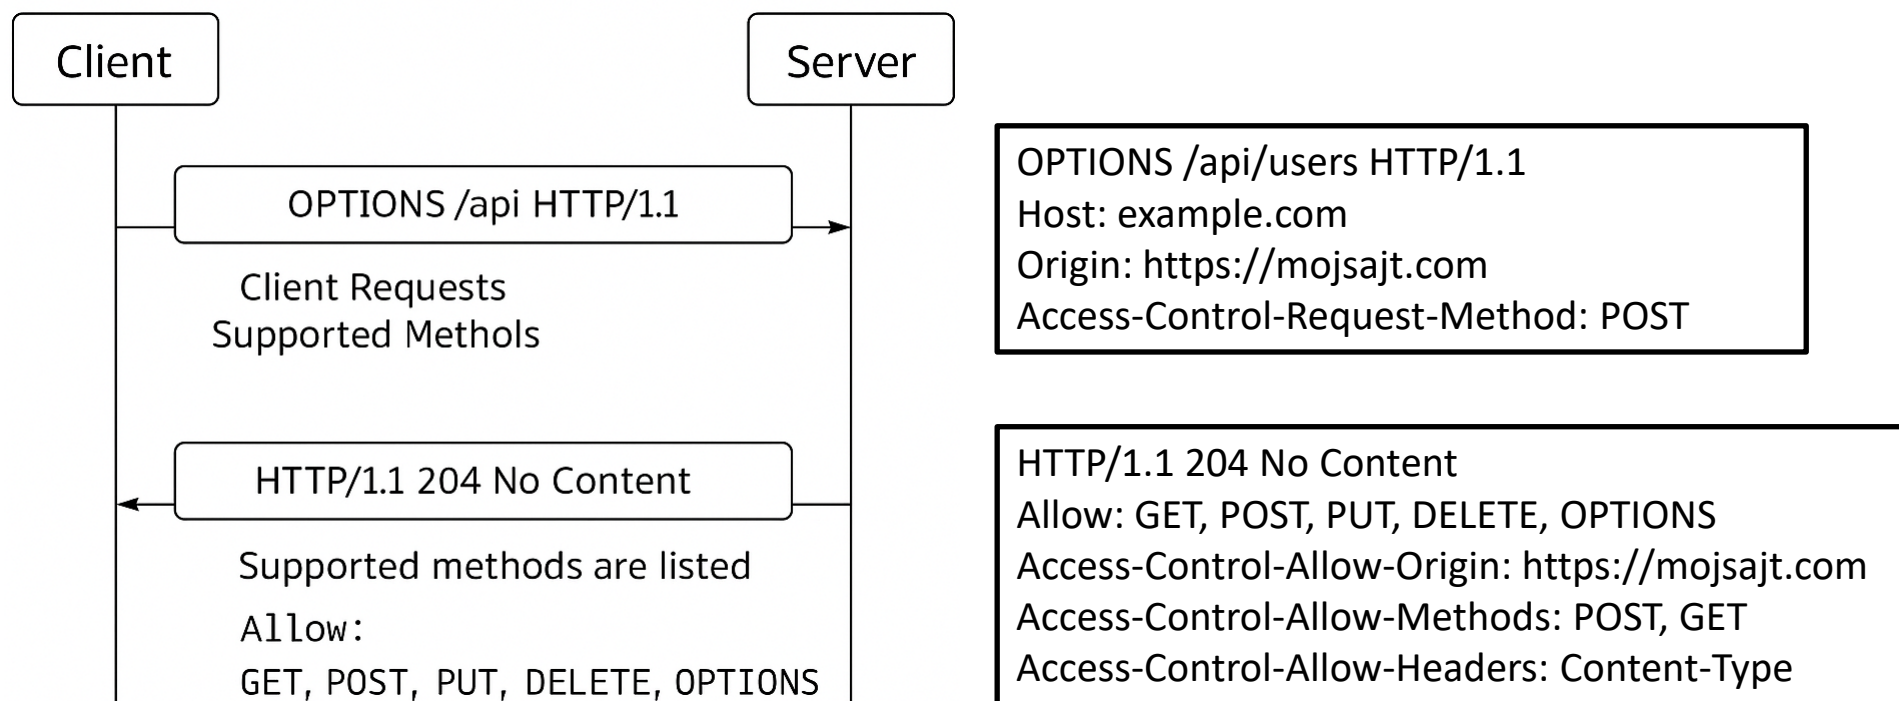 Client
Server
OPTIONS /api HTTP/1.1
Client Requests
Supported Methols
HTTP/1.1 204 No Content
Supported methods are listed
Allow:
GET, POST, PUT, DELETE, OPTIONS
OPTIONS /api/users HTTP/1.1
Host: example.com
Origin: https://mojsajt.com
Access-Control-Request-Method: POST
HTTP/1.1 204 No Content
Allow: GET, POST, PUT, DELETE, OPTIONS
Access-Control-Allow-Origin: https://mojsajt.com
Access-Control-Allow-Methods: POST, GET
Access-Control-Allow-Headers: Content-Type